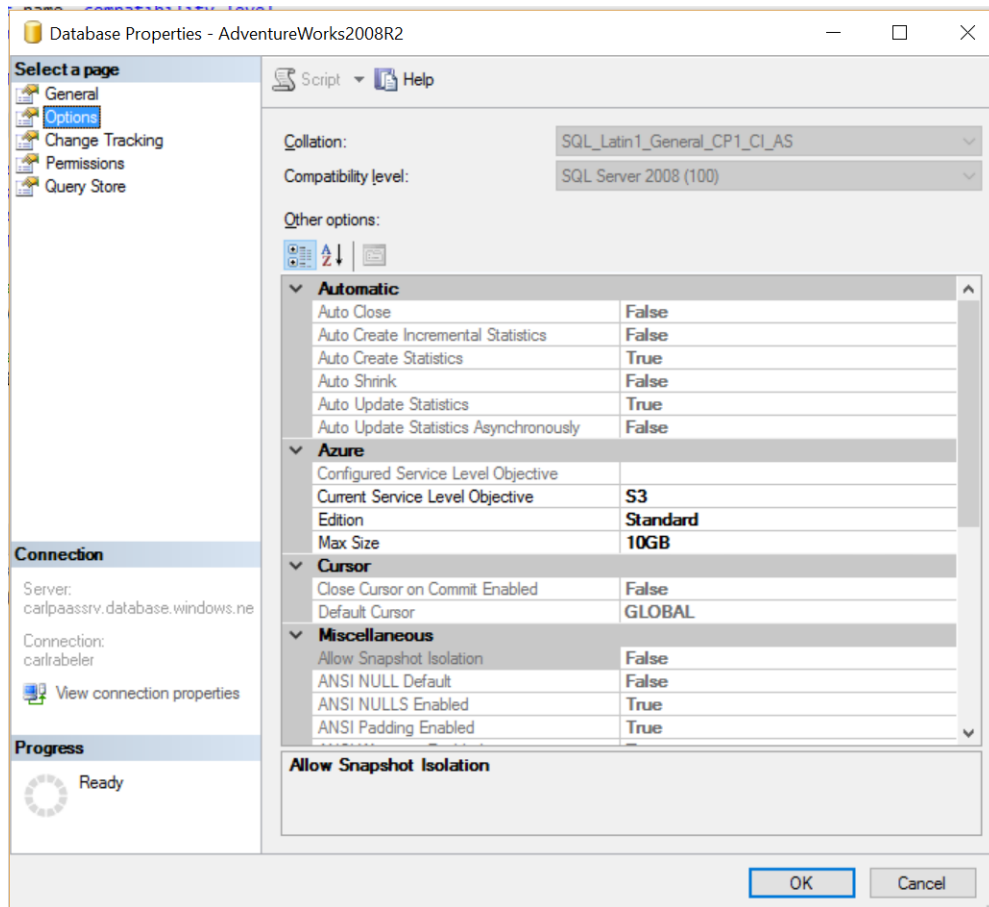 name compatibility_level
Database Properties - AdventureWorks2008R2
Select a page
General
Options
Change Tracking
Permissions
Query Store
Script Help
Collation: SQL_Latin1_General_CP1_CI_AS
Compatibility level: SQL Server 2008 (100)
Other options:
Automatic
Auto Close False
Auto Create Incremental Statistics False
Auto Create Statistics True
Auto Shrink False
Auto Update Statistics True
Auto Update Statistics Asynchronously False
Azure
Configured Service Level Objective
Current Service Level Objective S3
Edition Standard
Max Size 10GB
Cursor
Close Cursor on Commit Enabled False
Default Cursor GLOBAL
Miscellaneous
Allow Snapshot Isolation False
ANSI NULL Default False
ANSI NULLS Enabled True
ANSI Padding Enabled True
Allow Snapshot Isolation
Connection
Server:
carlpaassrv.database.windows.ne
Connection:
carlrabeler
View connection properties
Progress
Ready
OK Cancel